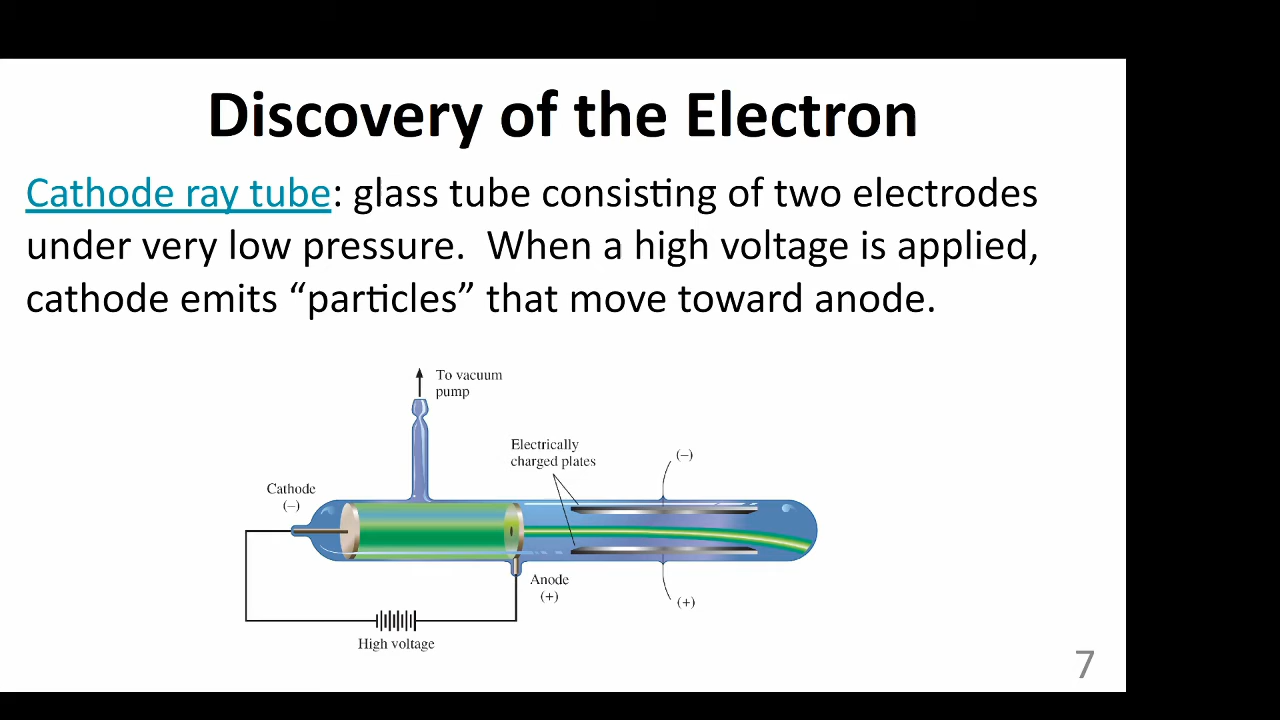 Discovery of the Electron
Cathode ray tube: glass tube consisting of two electrodes
under very low pressure.  When a high voltage is applied,
cathode emits “particles” that move toward anode.
To vacuum
pump
Electrically
charged plates
(–)
Cathode
(–)
Anode
(+)
(+)
High voltage
7